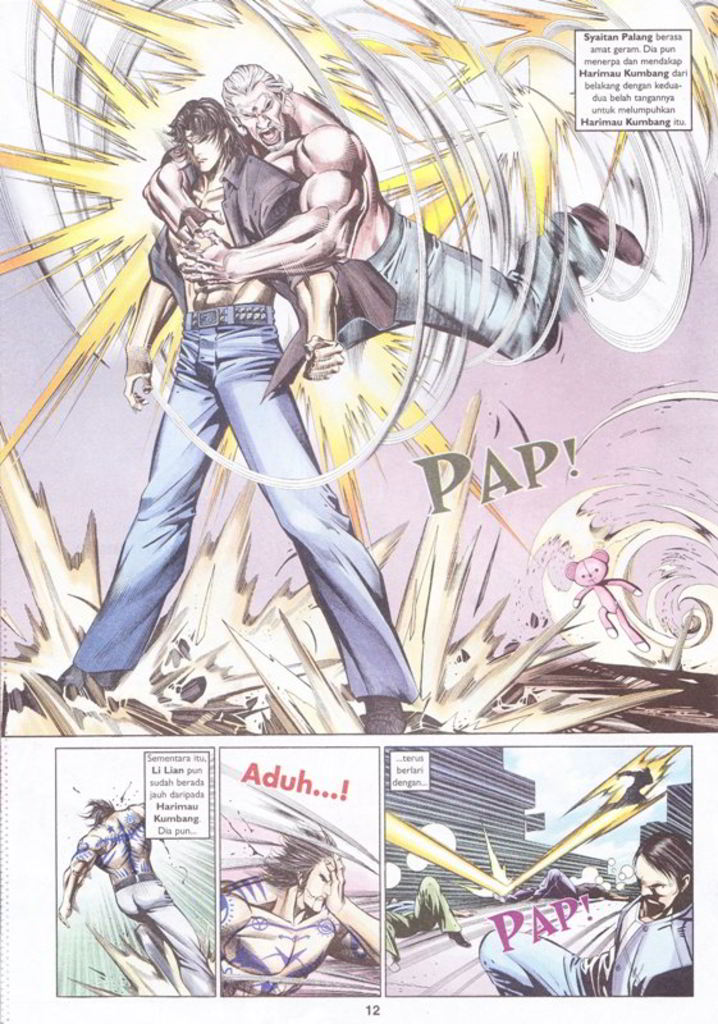 Syaitan Palang berasa
amat geram. Dia pun
menerpa dan mendakap
Harimau Kumbang dari
belakang dengan kedua-
dua belah tangannya
untuk melumpuhkan
Harimau Kumbang itu.
PAP!
Sementara itu,
Li Lian pun
sudah berada
jauh daripada
Harimau
Kumbang. Dia
pun...
Aduh...!
...terus
berlari
dengan...
PAP!
12